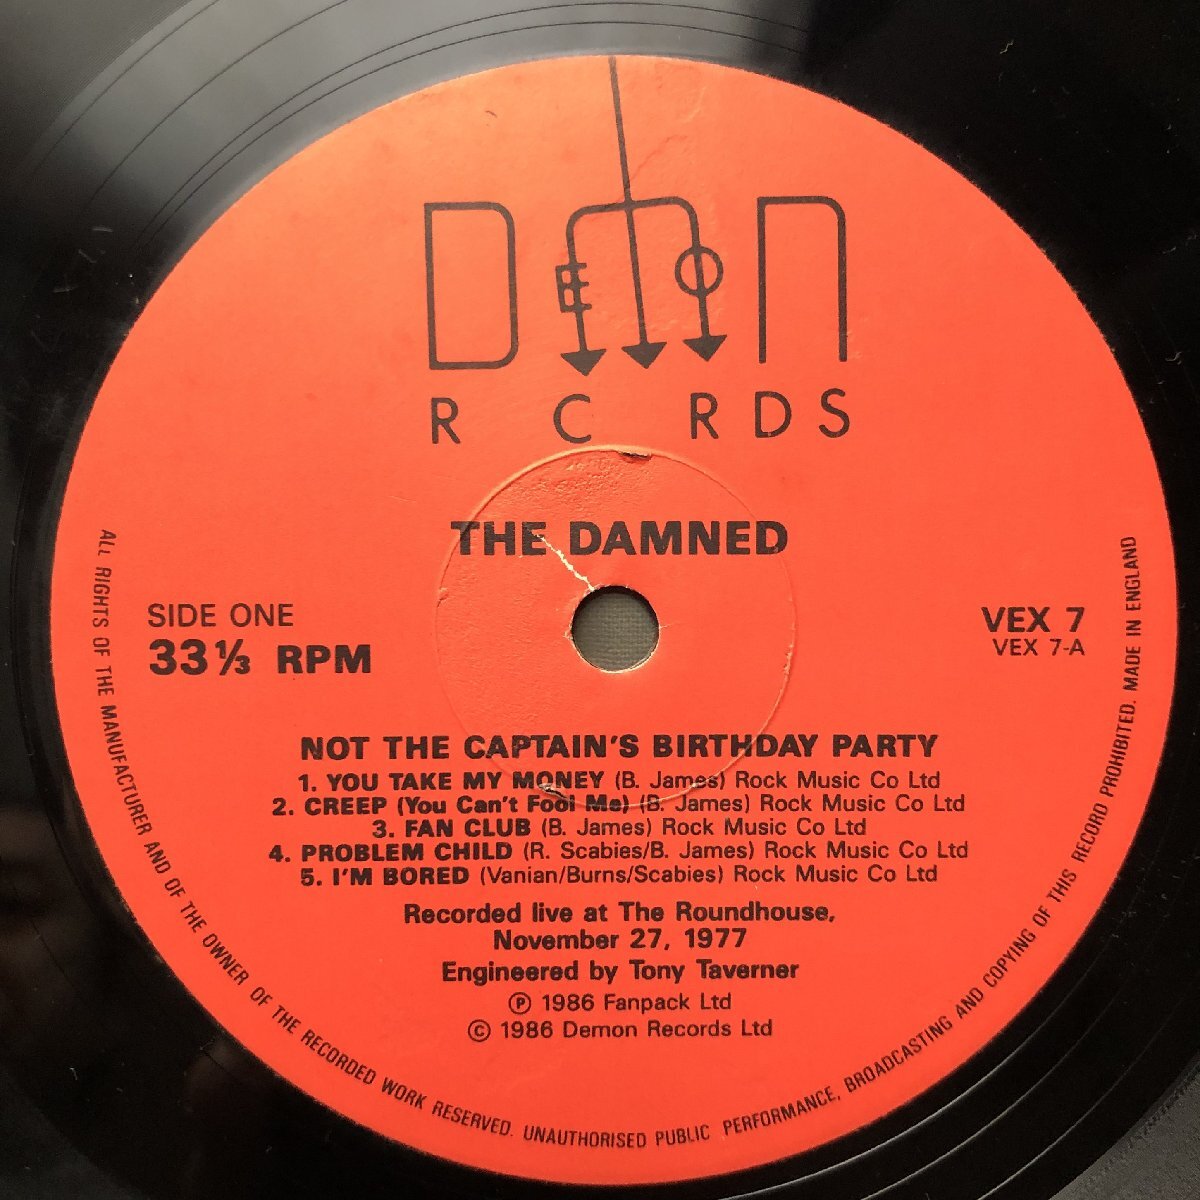 DEMON
R C RDS
THE DAMNED
SIDE ONE
33⅓ RPM
VEX 7
VEX 7-A
NOT THE CAPTAIN'S BIRTHDAY PARTY
1. YOU TAKE MY MONEY (B. James) Rock Music Co Ltd
2. CREEP (You Can't Fool Me) (B. James) Rock Music Co Ltd
3. FAN CLUB (B. James) Rock Music Co Ltd
4. PROBLEM CHILD (R. Scabies/B. James) Rock Music Co Ltd
5. I'M BORED (Vanian/Burns/Scabies) Rock Music Co Ltd
Recorded live at The Roundhouse,
November 27, 1977
Engineered by Tony Taverner
℗ 1986 Fanpack Ltd
© 1986 Demon Records Ltd
ALL RIGHTS OF THE MANUFACTURER AND OF THE OWNER OF THE RECORDED WORK RESERVED. UNAUTHORISED PUBLIC PERFORMANCE, BROADCASTING AND COPYING OF THIS RECORD PROHIBITED. MADE IN ENGLAND